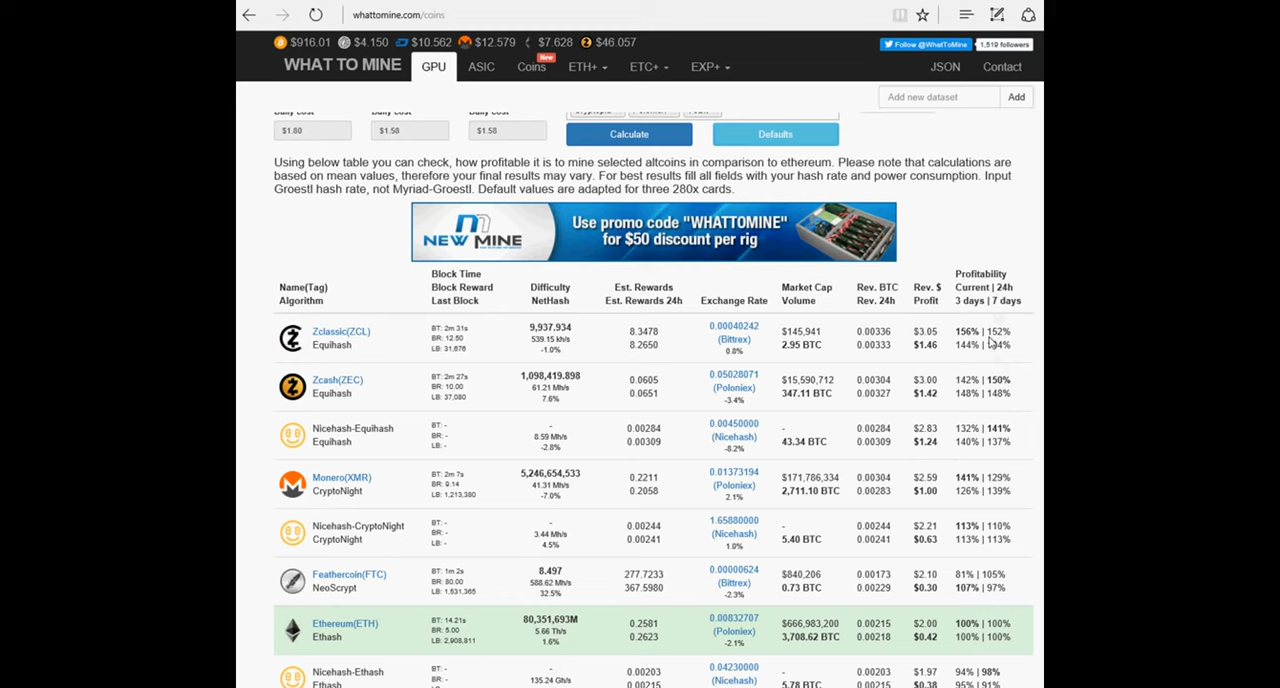 whattomine.com/coins
$916.01 $4.150 $10.562 $12.579 $7.628 $46.057
Follow @WhatToMine 1,519 followers
WHAT TO MINE GPU ASIC Coins New ETH+ ETC+ EXP+ JSON Contact
Add new dataset Add
Daily cost Daily cost Daily cost
$1.80 $1.58 $1.58 Calculate Defaults
Using below table you can check, how profitable it is to mine selected altcoins in comparison to ethereum. Please note that calculations are
based on mean values, therefore your final results may vary. For best results fill all fields with your hash rate and power consumption. Input
Groestl hash rate, not Myriad-Groestl. Default values are adapted for three 280x cards.
NEW MINE
Use promo code "WHATTOMINE"
for $50 discount per rig
Block Time Profitability
Name(Tag) Block Reward Difficulty Est. Rewards Market Cap Rev. BTC Rev. $ Current | 24h
Algorithm Last Block NetHash Est. Rewards 24h Exchange Rate Volume Rev. 24h Profit 3 days | 7 days
Zclassic(ZCL) BT: 2m 31s 9,937.934 8.3478 0.00040242 $145,941 0.00336 $3.05 156% | 152%
Equihash BR: 12.50 539.15 kh/s 8.2650 (Bittrex) 2.95 BTC 0.00333 $1.46 144% |
LB: 31,676 -1.0% 0.8%
Zcash(ZEC) BT: 2m 27s 1,098,419.898 0.0605 0.05028071 $15,590,712 0.00304 $3.00 142% | 150%
Equihash BR: 10.00 61.21 Mh/s 0.0651 (Poloniex) 347.11 BTC 0.00327 $1.42 148% | 148%
LB: 37,080 7.6% -3.4%
Nicehash-Equihash BT: - - 0.00284 0.00450000 - 0.00284 $2.83 132% | 141%
Equihash BR: - 8.59 Mh/s 0.00309 (Nicehash) 43.34 BTC 0.00309 $1.24 140% | 137%
LB: - -2.8% -8.2%
Monero(XMR) BT: 2m 7s 5,246,654,533 0.2211 0.01373194 $171,786,334 0.00304 $2.59 141% | 129%
CryptoNight BR: 9.14 41.31 Mh/s 0.2058 (Poloniex) 2,711.10 BTC 0.00283 $1.00 126% | 139%
LB: 1,213,380 -7.0% 2.1%
Nicehash-CryptoNight BT: - - 0.00244 1.65880000 - 0.00244 $2.21 113% | 110%
CryptoNight BR: - 3.44 Mh/s 0.00241 (Nicehash) 5.40 BTC 0.00241 $0.63 113% | 113%
LB: - 4.5% 1.0%
Feathercoin(FTC) BT: 1m 2s 8.497 277.7233 0.00000624 $840,206 0.00173 $2.10 81% | 105%
NeoScrypt BR: 80.00 588.62 Mh/s 367.5980 (Bittrex) 0.73 BTC 0.00229 $0.30 107% | 97%
LB: 1,531,365 32.5% -2.3%
Ethereum(ETH) BT: 14.21s 80,351,693M 0.2581 0.00832707 $666,983,200 0.00215 $2.00 100% | 100%
Ethash BR: 5.00 5.66 Th/s 0.2623 (Poloniex) 3,708.62 BTC 0.00218 $0.42 100% | 100%
LB: 2,908,811 1.6% -2.1%
Nicehash-Ethash BT: - - 0.00203 0.04230000 - 0.00203 $1.97 94% | 98%
Ethash BR: - 135.24 Gh/s 0.00215 (Nicehash) 5.78 BTC 0.00215 $0.38 95% | 91%